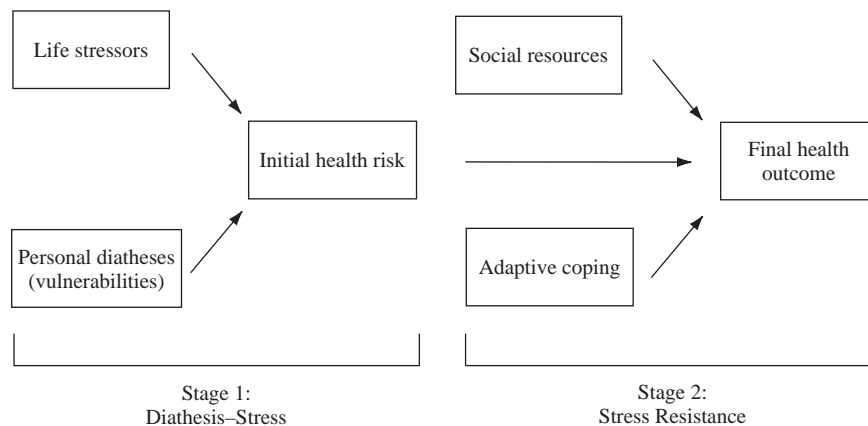 Life stressors
Personal diatheses
(vulnerabilities)
Initial health risk
Social resources
Adaptive coping
Final health
outcome
Stage 1:
Diathesis–Stress
Stage 2:
Stress Resistance